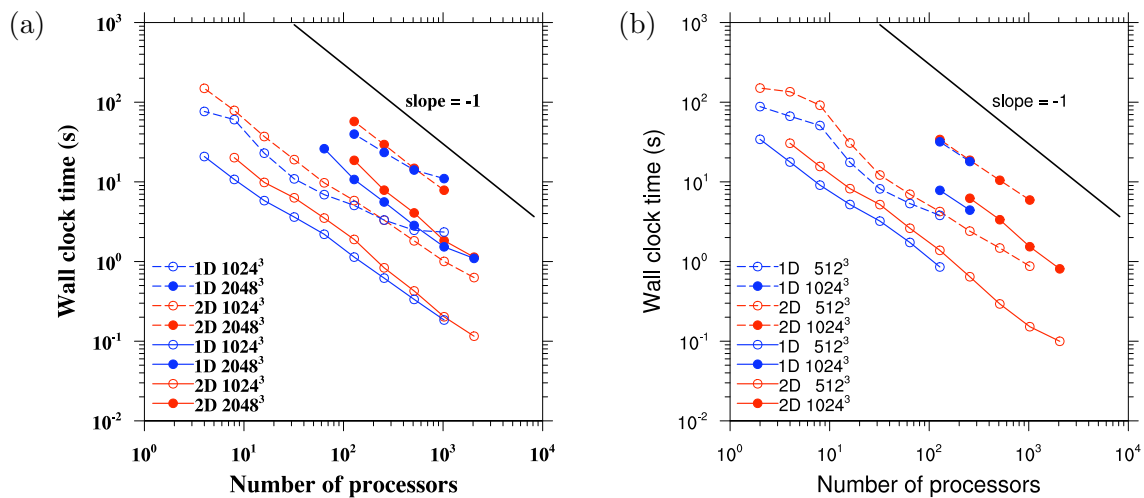 (a)
10³
10²
10¹
10⁰
10⁻¹
10⁻²
Wall clock time (s)
slope = -1
1D 1024³
1D 2048³
2D 1024³
2D 2048³
1D 1024³
1D 2048³
2D 1024³
2D 2048³
10⁰ 10¹ 10² 10³ 10⁴
Number of processors
(b)
10³
10²
10¹
10⁰
10⁻¹
10⁻²
Wall clock time (s)
slope = -1
1D 512³
1D 1024³
2D 512³
2D 1024³
1D 512³
1D 1024³
2D 512³
2D 1024³
10⁰ 10¹ 10² 10³ 10⁴
Number of processors